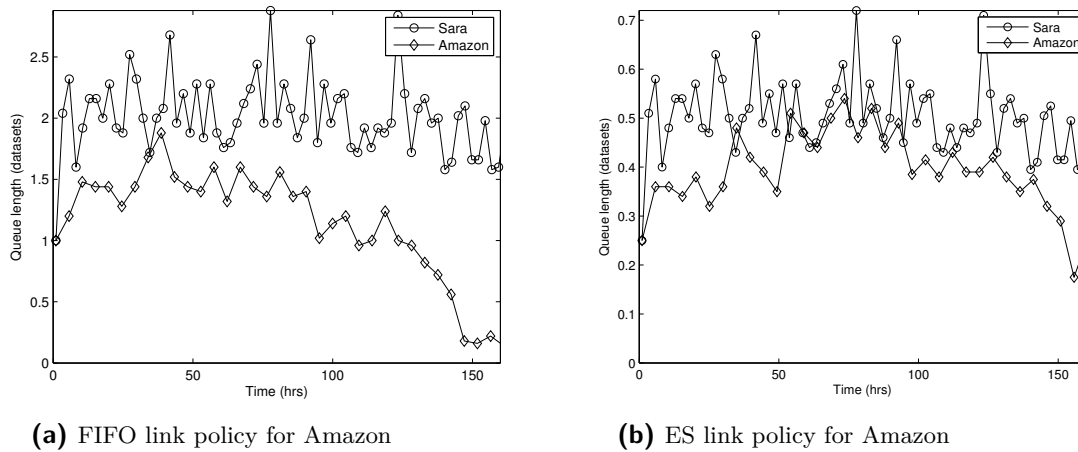 Sara
Amazon
2.5
2
1.5
1
0.5
0
0
50
100
150
Queue length (datasets)
Time (hrs)
(a) FIFO link policy for Amazon
Sara
Amazon
0.7
0.6
0.5
0.4
0.3
0.2
0.1
0
0
50
100
150
Queue length (datasets)
Time (hrs)
(b) ES link policy for Amazon